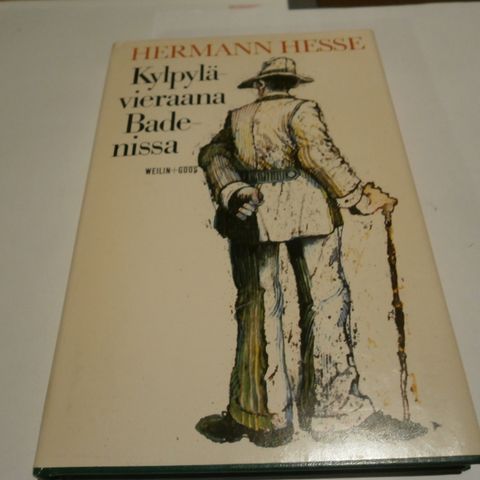 HERMANN HESSE
Kylpylä-
vieraana
Bade-
nissa
WEILIN+GÖÖS